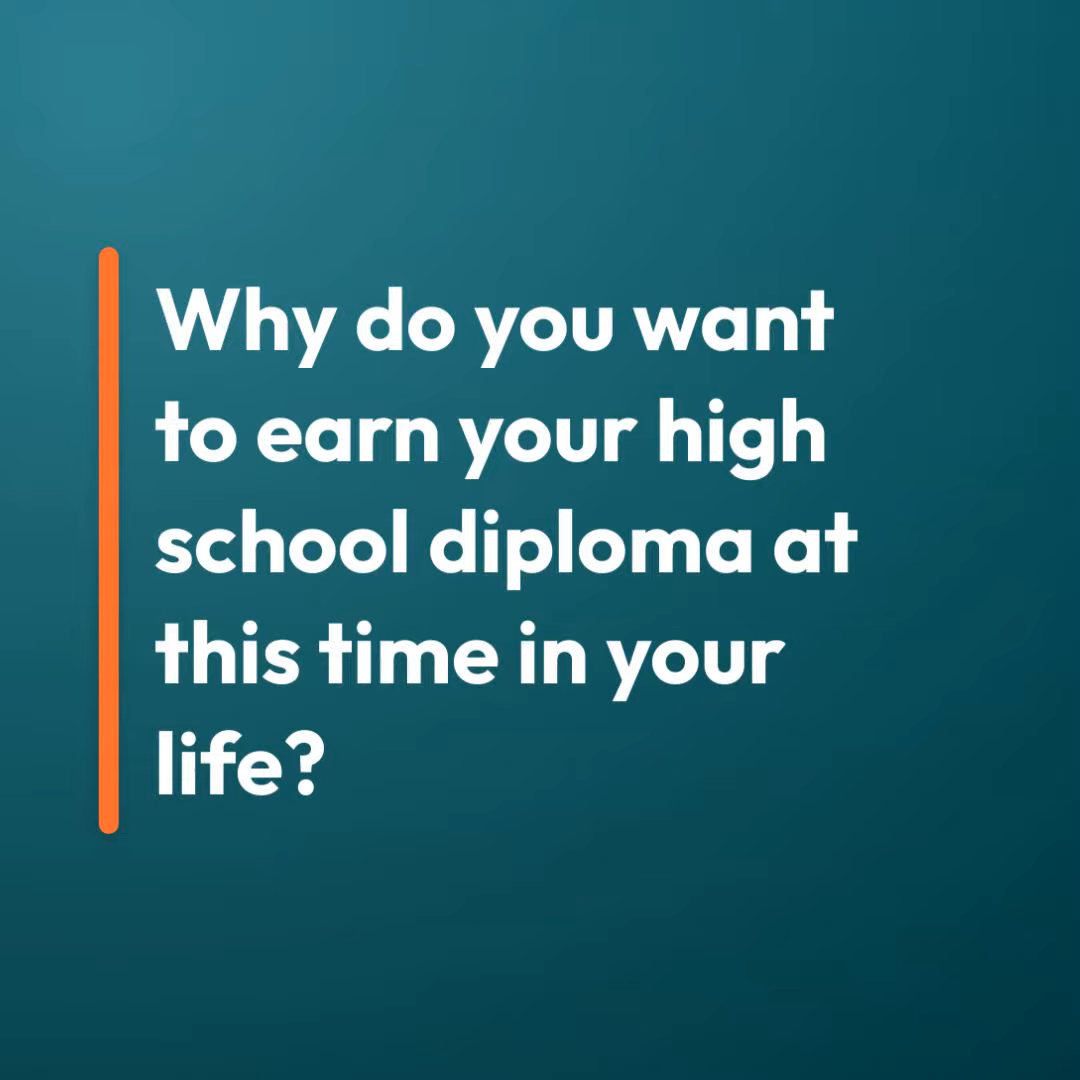 Why do you want
to earn your high
school diploma at
this time in your
life?